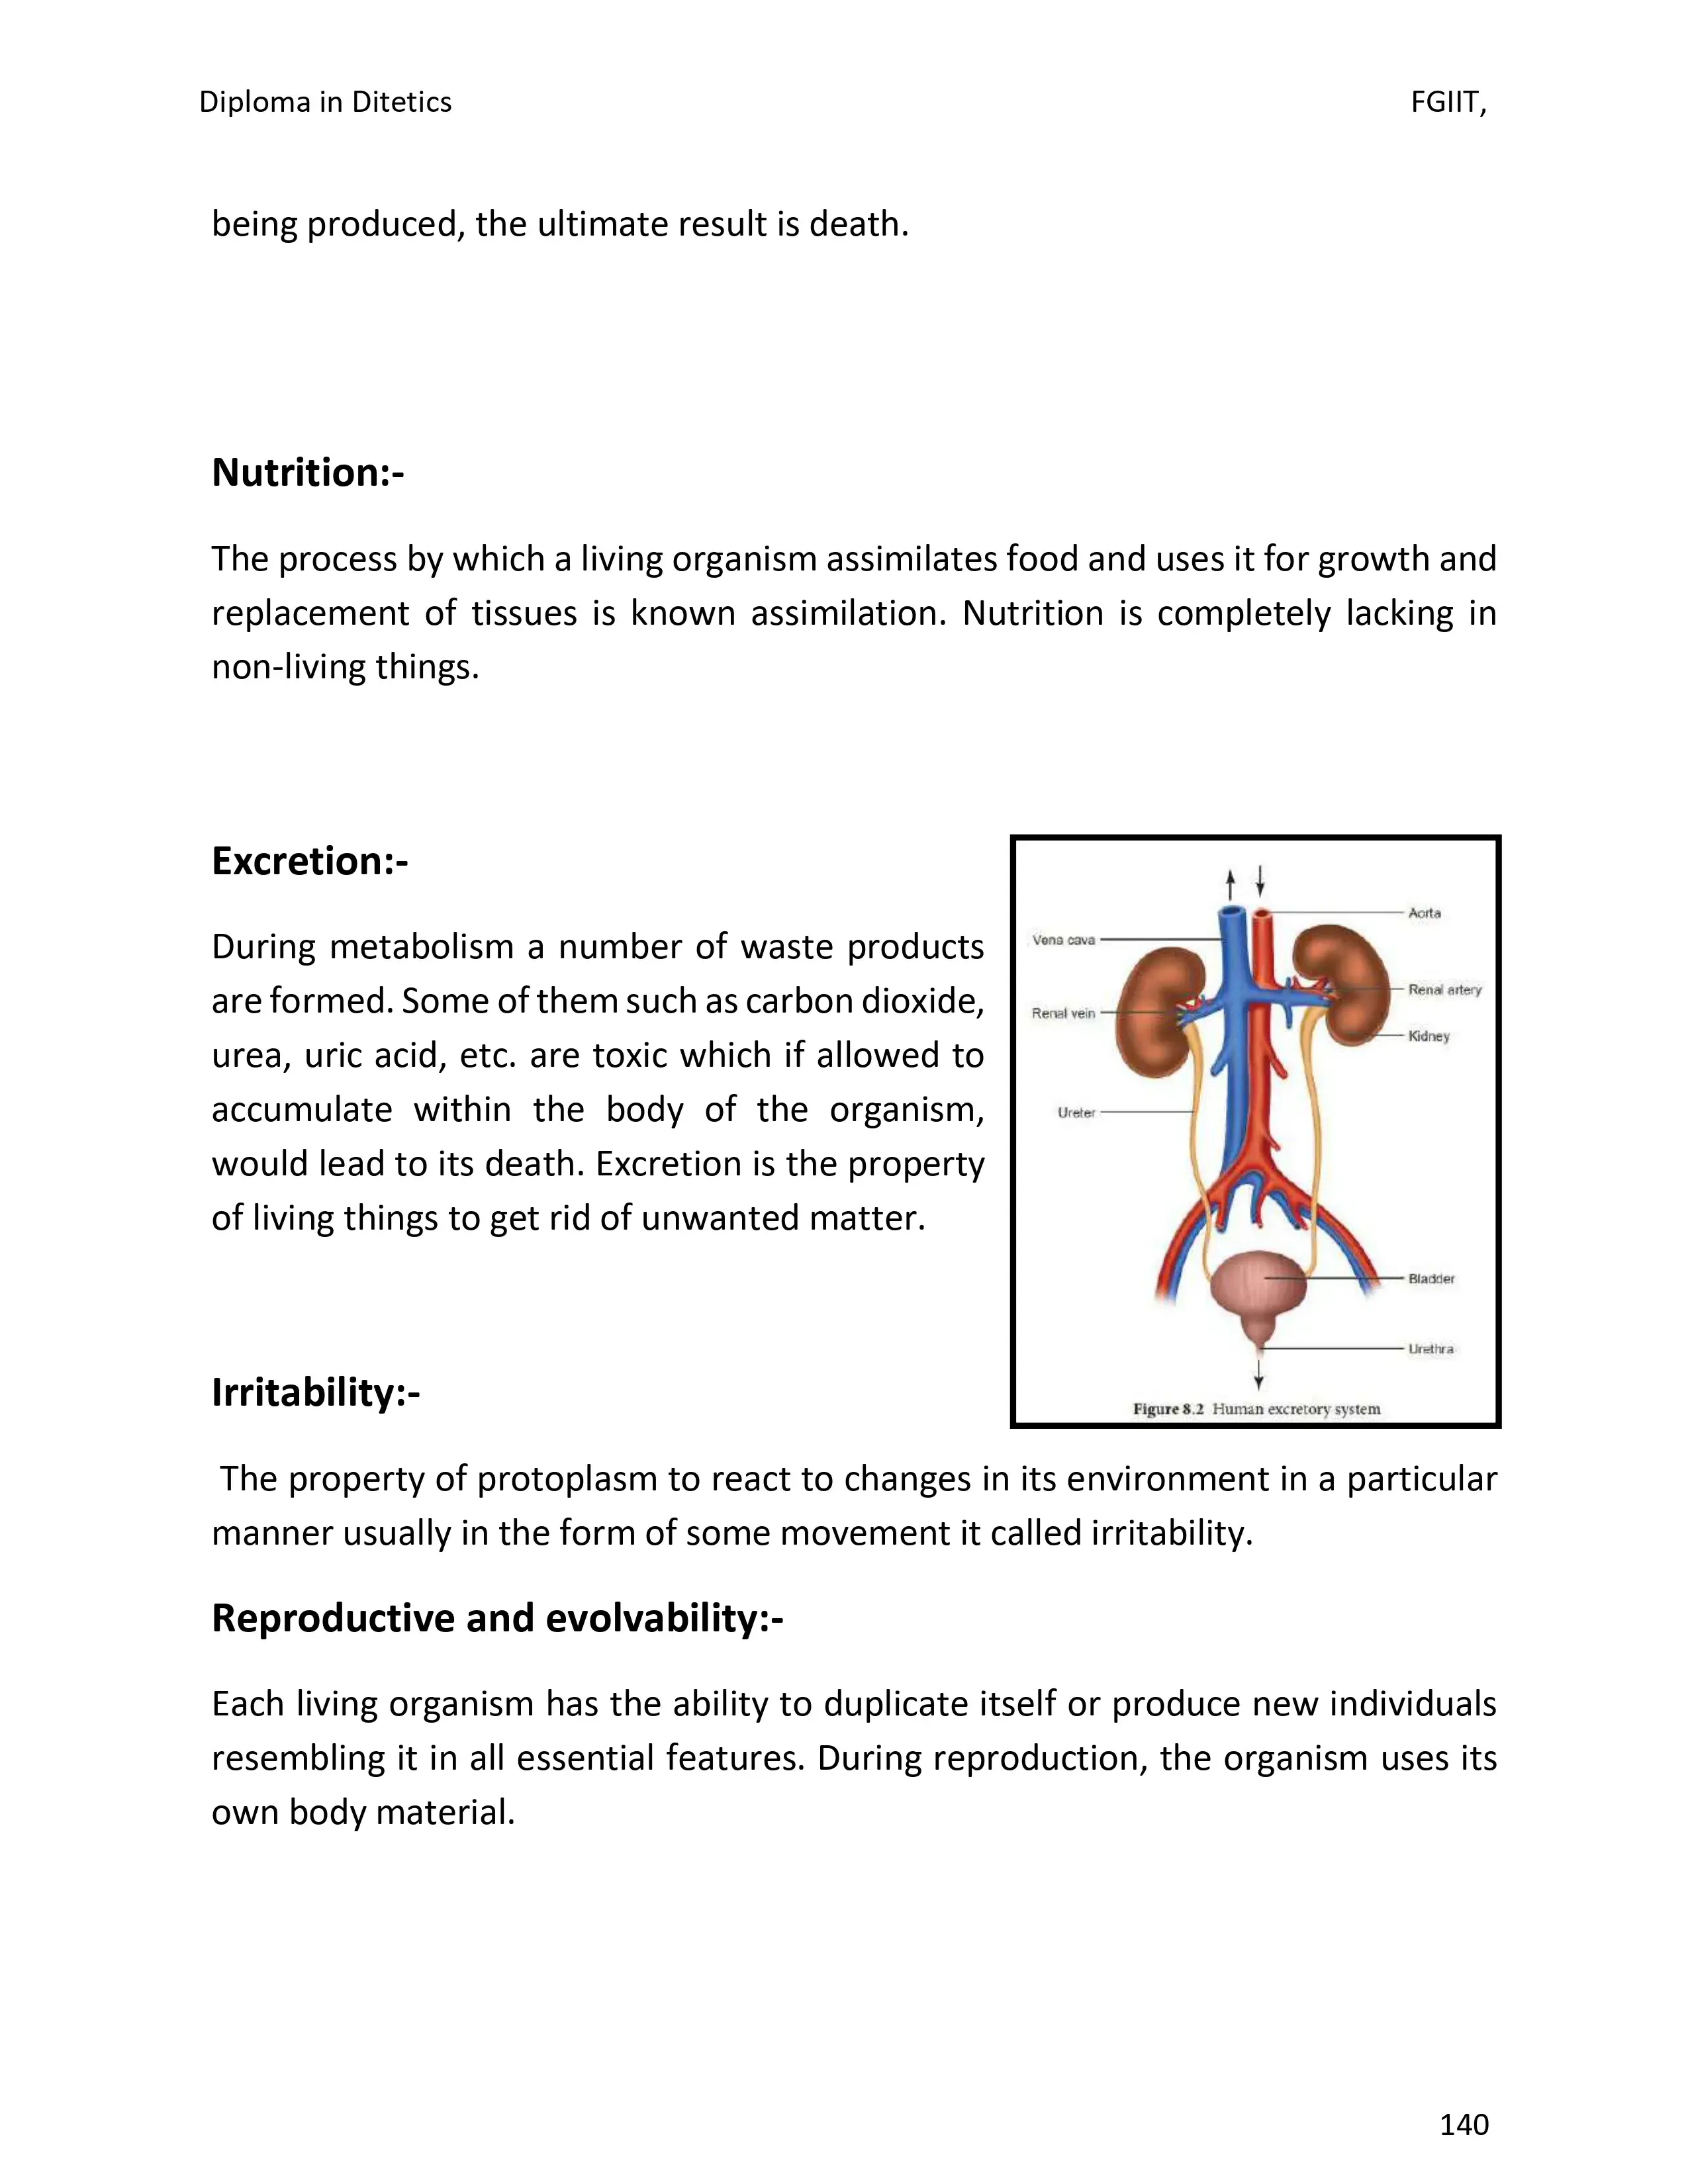 Diploma in Ditetics FGIIT,
being produced, the ultimate result is death.
Nutrition:-
The process by which a living organism assimilates food and uses it for growth and
replacement of tissues is known assimilation. Nutrition is completely lacking in
non-living things.
Excretion:-
During metabolism a number of waste products
are formed. Some of them such as carbon dioxide,
urea, uric acid, etc. are toxic which if allowed to
accumulate within the body of the organism,
would lead to its death. Excretion is the property
of living things to get rid of unwanted matter.
Aorta
Vena cava
Renal artery
Renal vein
Kidney
Ureter
Bladder
Urethra
Figure 8.2 Human excretory system
Irritability:-
The property of protoplasm to react to changes in its environment in a particular
manner usually in the form of some movement it called irritability.
Reproductive and evolvability:-
Each living organism has the ability to duplicate itself or produce new individuals
resembling it in all essential features. During reproduction, the organism uses its
own body material.
140